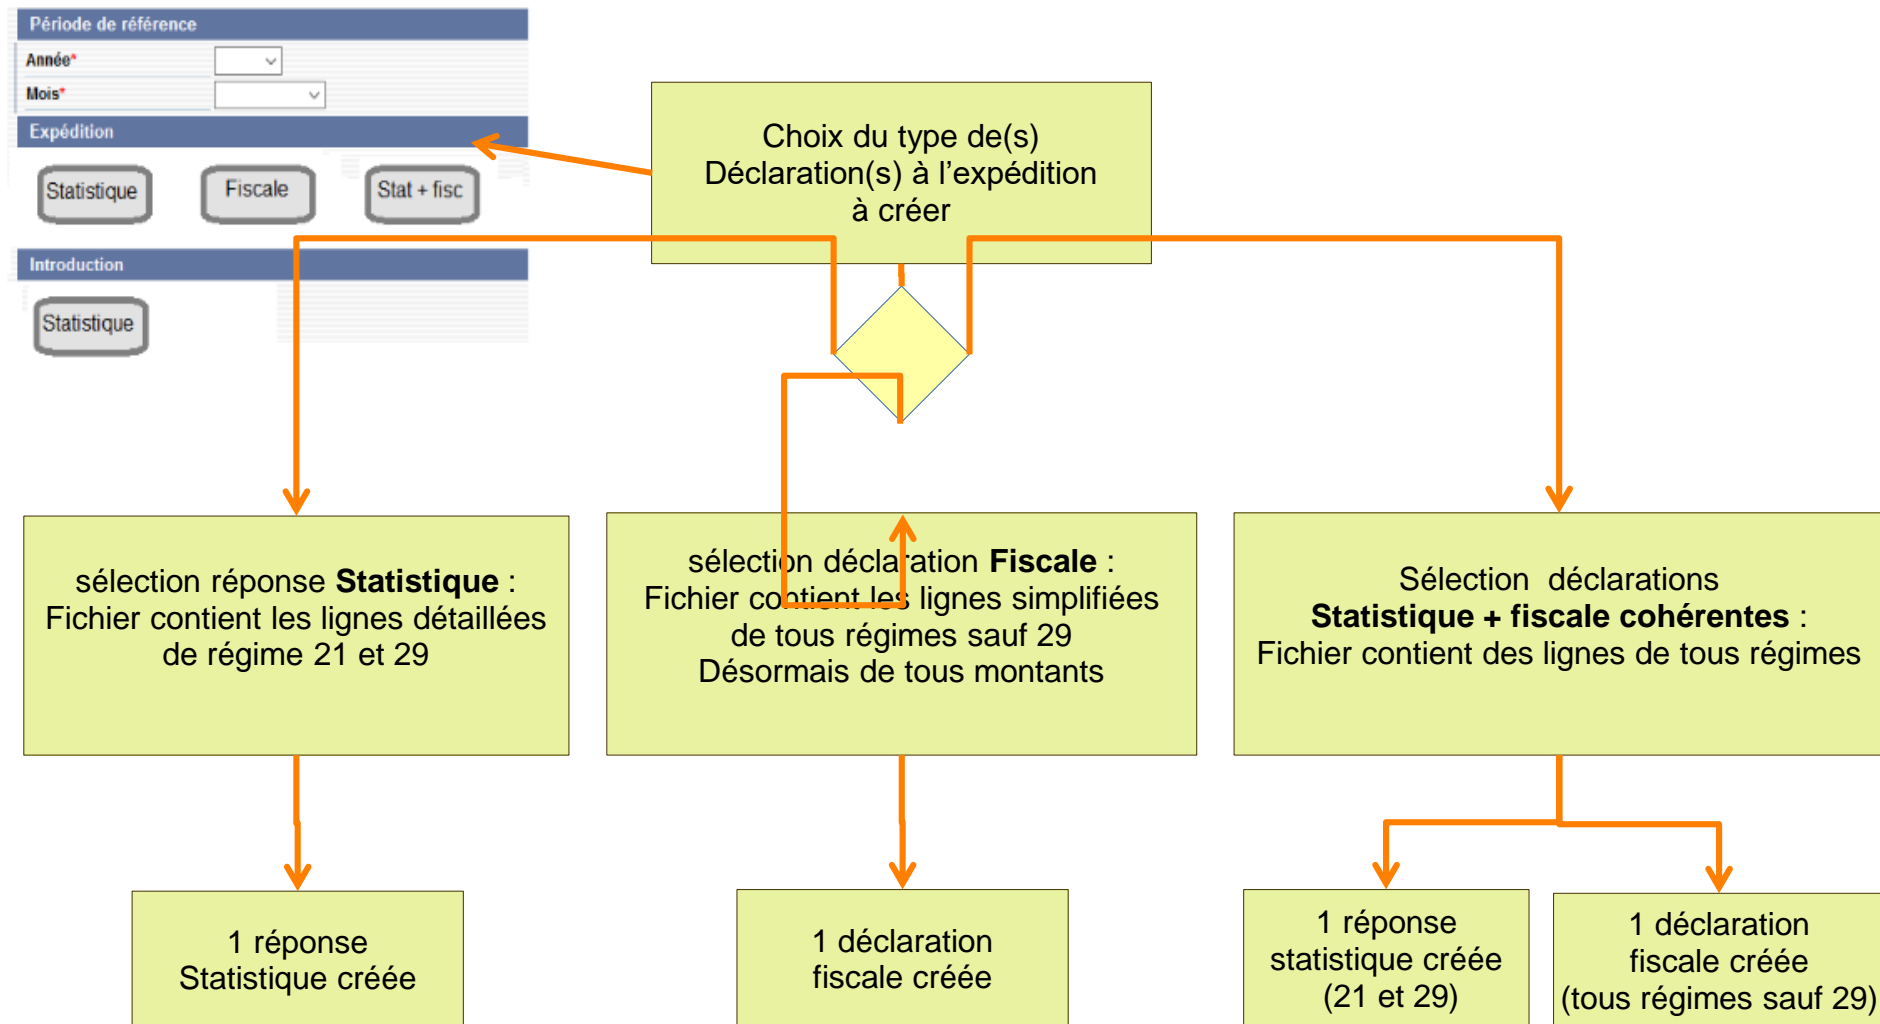 Période de référence
Année*
Mois*
Expédition
Statistique
Fiscale
Stat + fisc
Introduction
Statistique
Choix du type de(s)
Déclaration(s) à l’expédition
à créer
sélection réponse Statistique :
Fichier contient les lignes détaillées
de régime 21 et 29
sélection déclaration Fiscale :
Fichier contient les lignes simplifiées
de tous régimes sauf 29
Désormais de tous montants
Sélection déclarations
Statistique + fiscale cohérentes :
Fichier contient des lignes de tous régimes
1 réponse
Statistique créée
1 déclaration
fiscale créée
1 réponse
statistique créée
(21 et 29)
1 déclaration
fiscale créée
(tous régimes sauf 29)